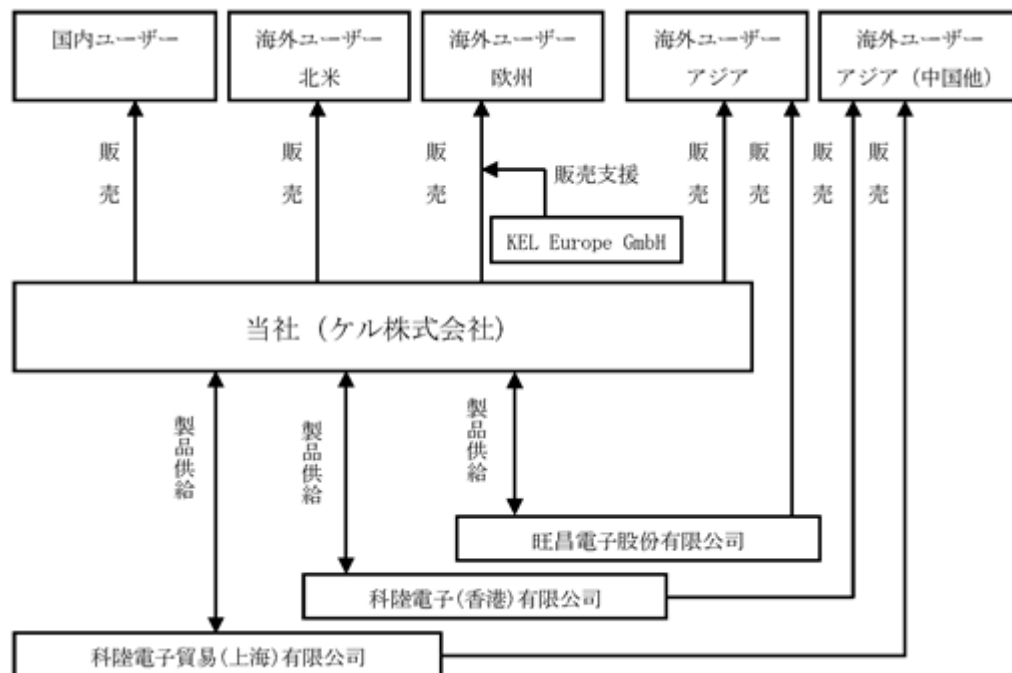 国内ユーザー
海外ユーザー
北米
海外ユーザー
欧州
海外ユーザー
アジア
海外ユーザー
アジア（中国他）
販売
販売
販売
販売支援
販売
販売
販売
販売
KEL Europe GmbH
当社（ケル株式会社）
製品供給
製品供給
製品供給
旺昌電子股份有限公司
科陸電子(香港)有限公司
科陸電子貿易(上海)有限公司